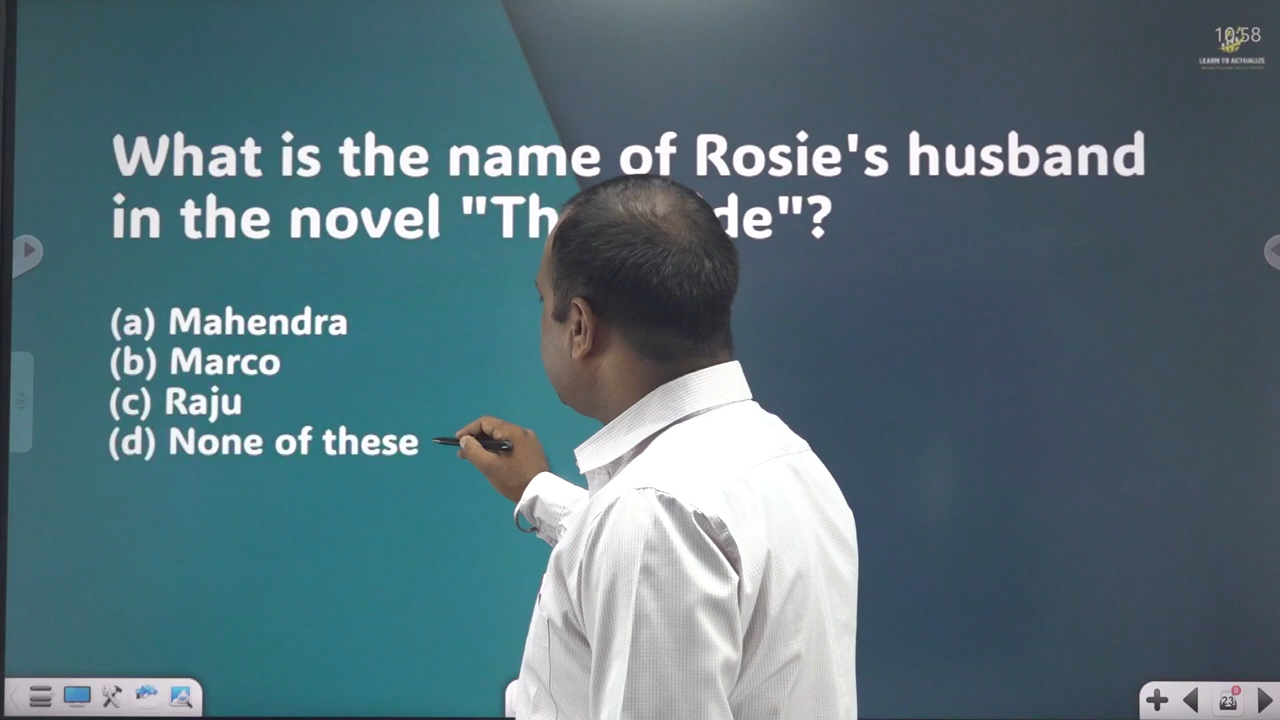 10:58
LEARN TO ACTUALIZE
What is the name of Rosie's husband
in the novel "Th de"?
(a) Mahendra
(b) Marco
(c) Raju
(d) None of these
23